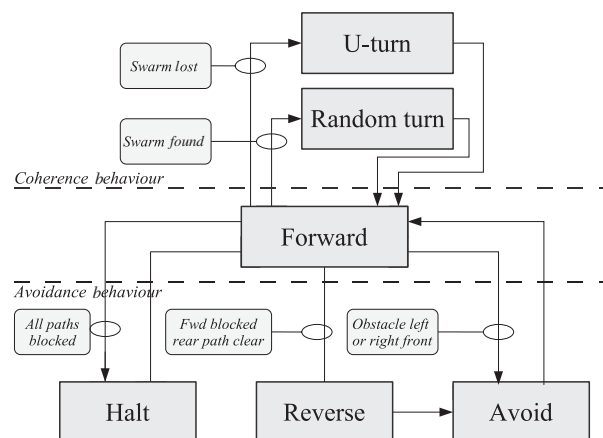 U-turn
Swarm lost
Random turn
Swarm found
Coherence behaviour
Forward
Avoidance behaviour
All paths
blocked
Fwd blocked
rear path clear
Obstacle left
or right front
Halt
Reverse
Avoid